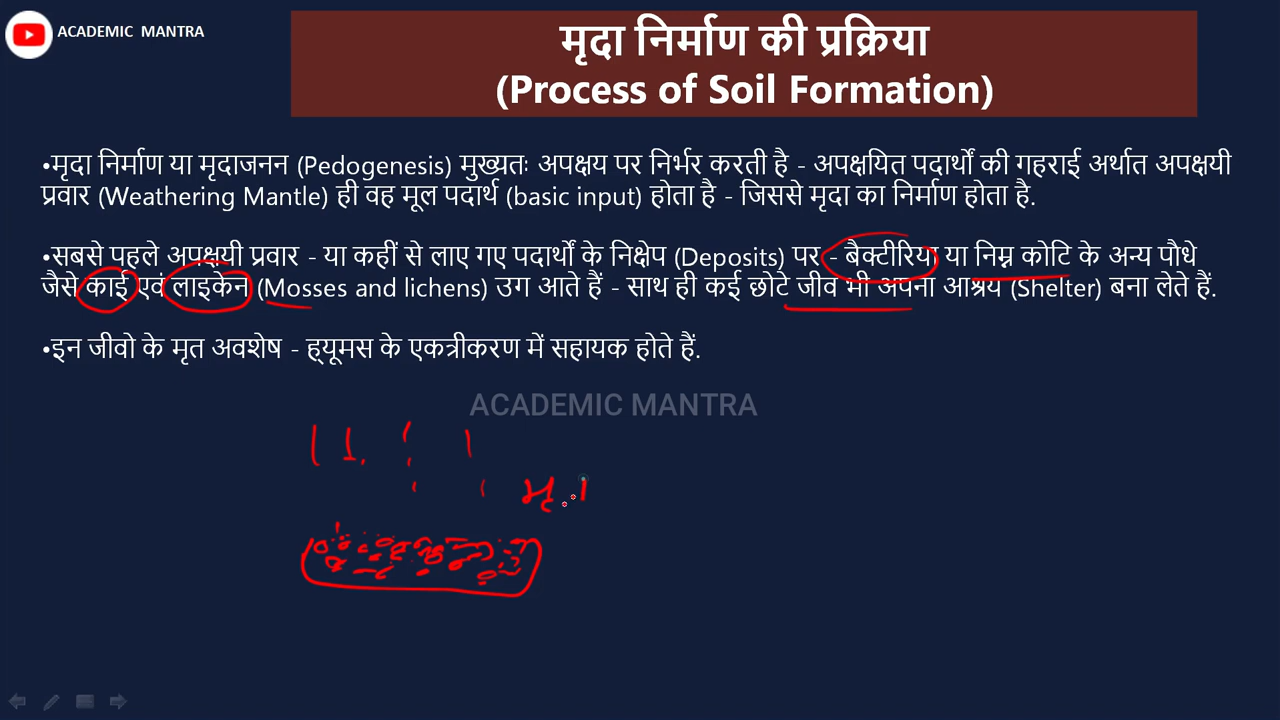 ACADEMIC MANTRA
मृदा निर्माण की प्रक्रिया
(Process of Soil Formation)
•मृदा निर्माण या मृदाजनन (Pedogenesis) मुख्यतः अपक्षय पर निर्भर करती है - अपक्षयित पदार्थों की गहराई अर्थात अपक्षयी
प्रवार (Weathering Mantle) ही वह मूल पदार्थ (basic input) होता है - जिससे मृदा का निर्माण होता है.
•सबसे पहले अपक्षयी प्रवार - या कहीं से लाए गए पदार्थों के निक्षेप (Deposits) पर - बैक्टीरिया या निम्न कोटि के अन्य पौधे
जैसे काई एवं लाइकेन (Mosses and lichens) उग आते हैं - साथ ही कई छोटे जीव भी अपना आश्रय (Shelter) बना लेते हैं.
•इन जीवो के मृत अवशेष - ह्यूमस के एकत्रीकरण में सहायक होते हैं.
ACADEMIC MANTRA